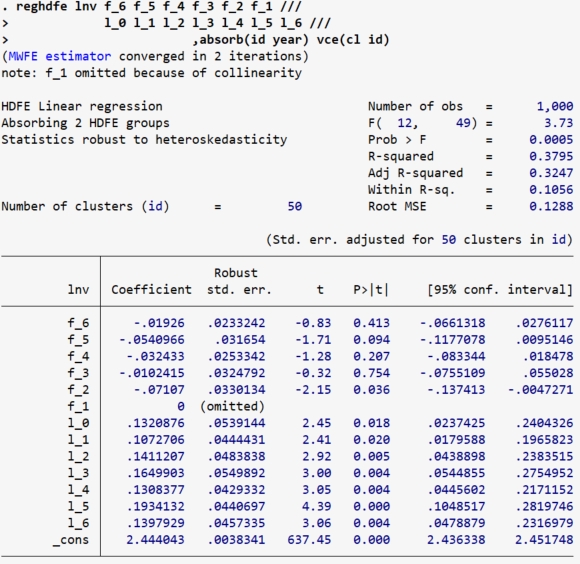 . reghdfe lnv f_6 f_5 f_4 f_3 f_2 f_1 ///
> l_0 l_1 l_2 l_3 l_4 l_5 l_6 ///
> ,absorb(id year) vce(cl id)
(MWFE estimator converged in 2 iterations)
note: f_1 omitted because of collinearity
HDFE Linear regression Number of obs = 1,000
Absorbing 2 HDFE groups F( 12, 49) = 3.73
Statistics robust to heteroskedasticity Prob > F = 0.0005
R-squared = 0.3795
Adj R-squared = 0.3247
Within R-sq. = 0.1056
Number of clusters (id) = 50 Root MSE = 0.1288
(Std. err. adjusted for 50 clusters in id)
Robust
lnv Coefficient std. err. t P>|t| [95% conf. interval]
f_6 -.01926 .0233242 -0.83 0.413 -.0661318 .0276117
f_5 -.0540966 .031654 -1.71 0.094 -.1177078 .0095146
f_4 -.032433 .0253342 -1.28 0.207 -.083344 .018478
f_3 -.0102415 .0324792 -0.32 0.754 -.0755109 .055028
f_2 -.07107 .0330134 -2.15 0.036 -.137413 -.0047271
f_1 0 (omitted)
l_0 .1320876 .0539144 2.45 0.018 .0237425 .2404326
l_1 .1072706 .0444431 2.41 0.020 .0179588 .1965823
l_2 .1411207 .0483838 2.92 0.005 .0438898 .2383515
l_3 .1649903 .0549892 3.00 0.004 .0544855 .2754952
l_4 .1308377 .0429332 3.05 0.004 .0445602 .2171152
l_5 .1934132 .0440697 4.39 0.000 .1048517 .2819746
l_6 .1397929 .0457335 3.06 0.004 .0478879 .2316979
_cons 2.444043 .0038341 637.45 0.000 2.436338 2.451748